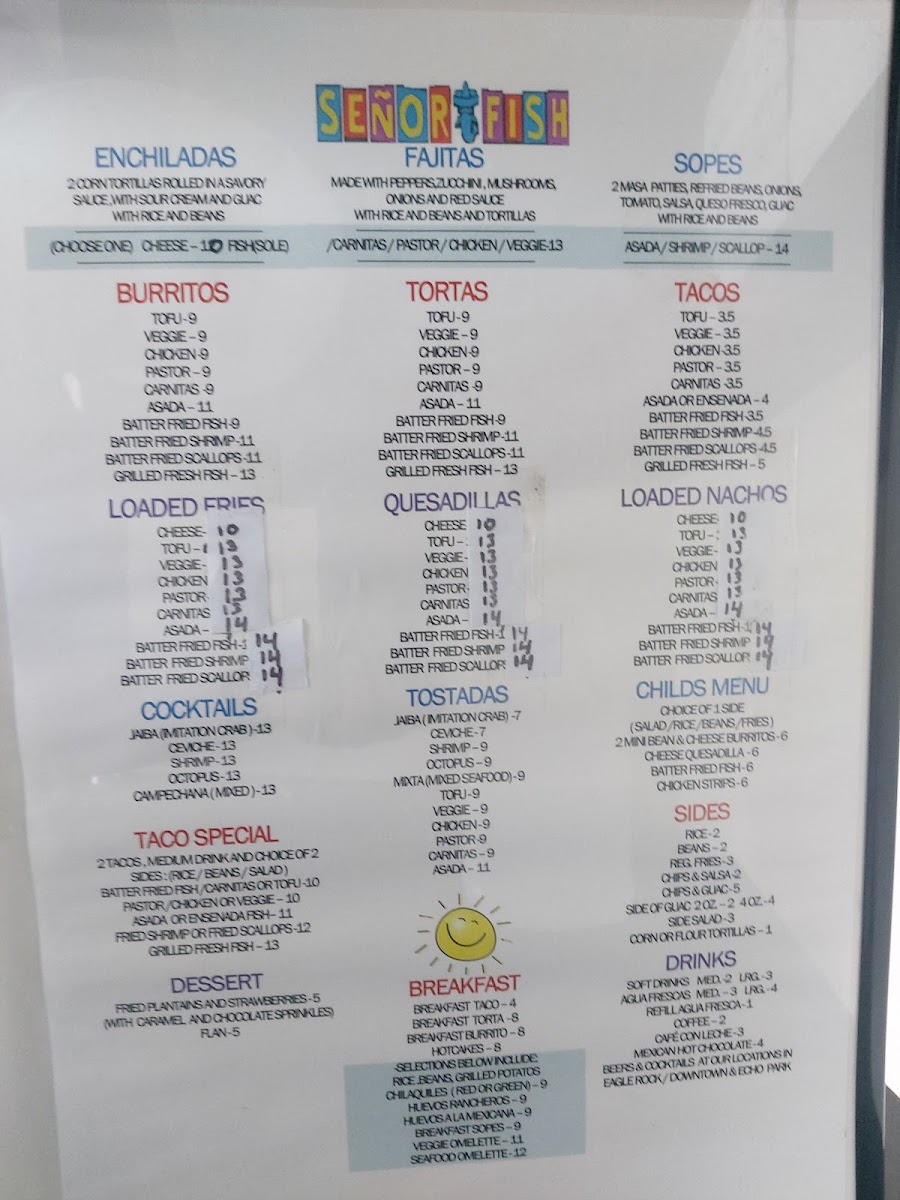 SEÑOR FISH
ENCHILADAS
2 CORN TORTILLAS ROLLED IN A SAVORY
SAUCE, WITH SOUR CREAM AND GUAC
WITH RICE AND BEANS
(CHOOSE ONE) CHEESE – 10 FISH(SOLE)
FAJITAS
MADE WITH PEPPERS,ZUCCHINI, MUSHROOMS,
ONIONS AND RED SAUCE
WITH RICE AND BEANS AND TORTILLAS
/CARNITAS / PASTOR / CHICKEN / VEGGIE-13
SOPES
2 MASA PATTIES, REFRIED BEANS, ONIONS,
TOMATO, SALSA, QUESO FRESCO, GUAC
WITH RICE AND BEANS
ASADA / SHRIMP / SCALLOP – 14
BURRITOS
TOFU - 9
VEGGIE – 9
CHICKEN -9
PASTOR – 9
CARNITAS -9
ASADA – 11
BATTER FRIED FISH -9
BATTER FRIED SHRIMP -11
BATTER FRIED SCALLOPS -11
GRILLED FRESH FISH – 13
TORTAS
TOFU - 9
VEGGIE – 9
CHICKEN -9
PASTOR – 9
CARNITAS -9
ASADA – 11
BATTER FRIED FISH -9
BATTER FRIED SHRIMP -11
BATTER FRIED SCALLOPS -11
GRILLED FRESH FISH – 13
TACOS
TOFU – 3.5
VEGGIE – 3.5
CHICKEN -3.5
PASTOR – 3.5
CARNITAS -3.5
ASADA OR ENSENADA – 4
BATTER FRIED FISH -3.5
BATTER FRIED SHRIMP -4.5
BATTER FRIED SCALLOPS -4.5
GRILLED FRESH FISH – 5
LOADED FRIES
CHEESE- 10
TOFU – 13
VEGGIE - 13
CHICKEN 13
PASTOR 13
CARNITAS 13
ASADA – 14
BATTER FRIED FISH -1 14
BATTER FRIED SHRIMP 14
BATTER FRIED SCALLOP 14
QUESADILLAS
CHEESE 10
TOFU – 13
VEGGIE- 13
CHICKEN 13
PASTOR - 13
CARNITAS 13
ASADA – 14
BATTER FRIED FISH -1 14
BATTER FRIED SHRIMP 14
BATTER FRIED SCALLOP 14
LOADED NACHOS
CHEESE 10
TOFU – 13
VEGGIE - 13
CHICKEN 13
PASTOR - 13
CARNITAS 13
ASADA – 14
BATTER FRIED FISH -1 14
BATTER FRIED SHRIMP 14
BATTER FRIED SCALLOP 14
COCKTAILS
JAIBA (IMITATION CRAB ) -13
CEVICHE - 13
SHRIMP - 13
OCTOPUS - 13
CAMPECHANA ( MIXED ) - 13
TOSTADAS
JAIBA ( IMITATION CRAB) -7
CEVICHE - 7
SHRIMP – 9
OCTOPUS – 9
MIXTA (MIXED SEAFOOD) - 9
TOFU - 9
VEGGIE – 9
CHICKEN - 9
PASTOR -9
CARNITAS – 9
ASADA – 11
CHILDS MENU
CHOICE OF 1 SIDE
( SALAD / RICE / BEANS / FRIES )
2 MINI BEAN & CHEESE BURRITOS - 6
CHEESE QUESADILLA - 6
BATTER FRIED FISH - 6
CHICKEN STRIPS - 6
TACO SPECIAL
2 TACOS , MEDIUM DRINK AND CHOICE OF 2
SIDES : (RICE / BEANS / SALAD )
BATTER FRIED FISH / CARNITAS OR TOFU -10
PASTOR / CHICKEN OR VEGGIE – 10
ASADA OR ENSENADA FISH – 11
FRIED SHRIMP OR FRIED SCALLOPS -12
GRILLED FRESH FISH – 13
SIDES
RICE - 2
BEANS – 2
REG. FRIES - 3
CHIPS & SALSA -2
CHIPS & GUAC - 5
SIDE OF GUAC 2 OZ. – 2 4 OZ. - 4
SIDE SALAD - 3
CORN OR FLOUR TORTILLAS – 1
DESSERT
FRIED PLANTAINS AND STRAWBERRIES - 5
(WITH CARAMEL AND CHOCOLATE SPRINKLES)
FLAN - 5
BREAKFAST
BREAKFAST TACO – 4
BREAKFAST TORTA - 8
BREAKFAST BURRITO – 8
HOTCAKES – 8
-SELECTIONS BELOW INCLUDE:
RICE ,BEANS, GRILLED POTATOS
CHILAQUILES ( RED OR GREEN) – 9
HUEVOS RANCHEROS – 9
HUEVOS A LA MEXICANA – 9
BREAKFAST SOPES – 9
VEGGIE OMELETTE – 11
SEAFOOD OMELETTE - 12
DRINKS
SOFT DRINKS MED. -2 LRG. - 3
AGUA FRESCAS MED. – 3 LRG. - 4
REFILL AGUA FRESCA - 1
COFFEE – 2
CAFÉ CON LECHE - 3
MEXICAN HOT CHOCOLATE - 4
BEERS & COCKTAILS AT OUR LOCATIONS IN
EAGLE ROCK / DOWNTOWN & ECHO PARK